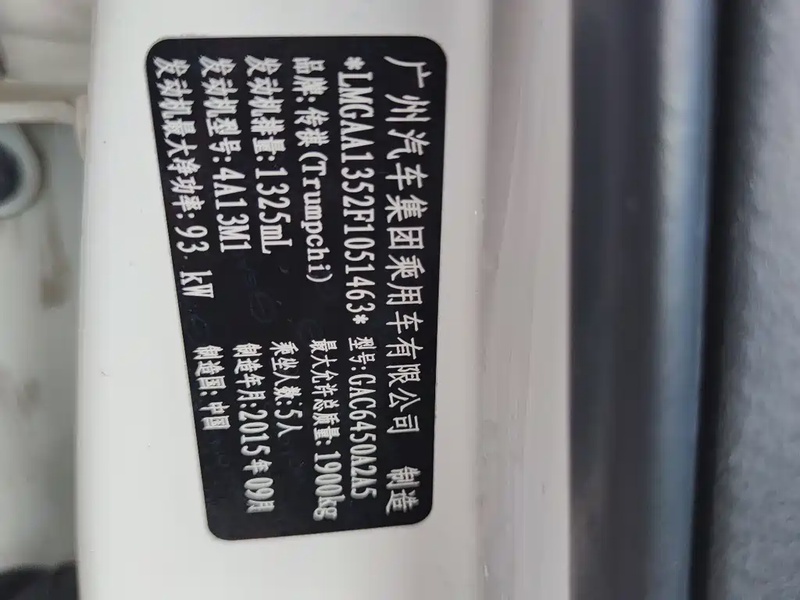 广州汽车集团乘用车有限公司 制造
*LMGAA1352F1051463* 型号:GAC6450A2A5
品牌:传祺(Trumpchi) 最大允许总质量:1900kg
发动机排量:1325mL 乘坐人数:5人
发动机型号:4A13M1 制造年月:2015年09月
发动机最大净功率:93 kW 制造国:中国